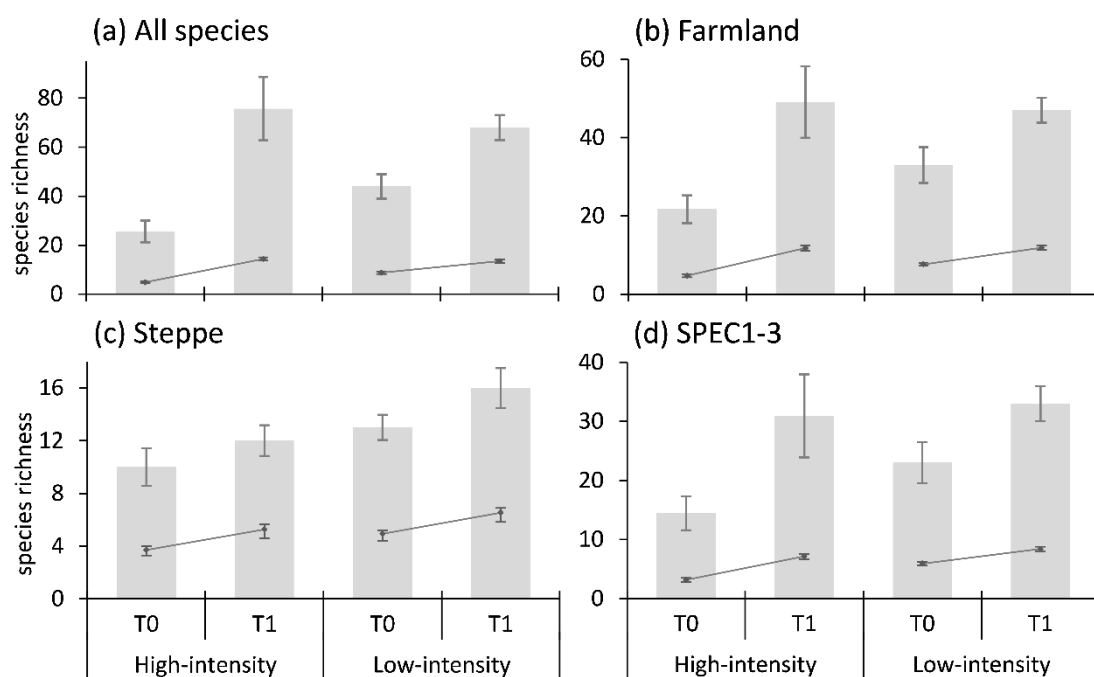 (a) All species
species richness
80
60
40
20
0
(b) Farmland
60
40
20
0
(c) Steppe
species richness
16
12
8
4
0
T0 T1 T0 T1
High-intensity Low-intensity
(d) SPEC1-3
40
30
20
10
0
T0 T1 T0 T1
High-intensity Low-intensity